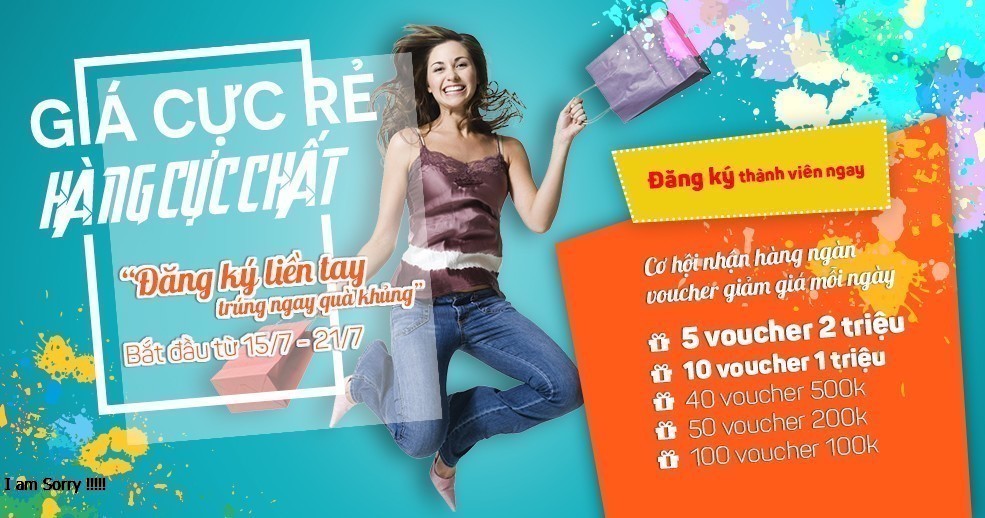 GIÁ CỰC RẺ
HÀNG CỰC CHẤT
"Đăng ký liền tay
trúng ngay quà khủng"
Bắt đầu từ 15/7 - 21/7
Đăng ký thành viên ngay
Cơ hội nhận hàng ngàn
voucher giảm giá mỗi ngày
5 voucher 2 triệu
10 voucher 1 triệu
40 voucher 500k
50 voucher 200k
100 voucher 100k
I am Sorry !!!!!